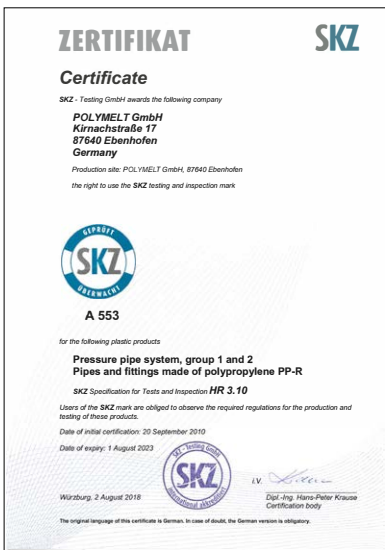 ZERTIFIKAT
SKZ
Certificate
SKZ - Testing GmbH awards the following company
POLYMELT GmbH
Kirnachstraße 17
87640 Ebenhofen
Germany
Production site: POLYMELT GmbH, 87640 Ebenhofen
the right to use the SKZ testing and inspection mark
GEPRÜFT
SKZ
ÜBERWACHT
A 553
for the following plastic products
Pressure pipe system, group 1 and 2
Pipes and fittings made of polypropylene PP-R
SKZ Specification for Tests and Inspection HR 3.10
Users of the SKZ mark are obliged to observe the required regulations for the production and
testing of these products.
Date of initial certification: 20 September 2010
Date of expiry: 1 August 2023
SKZ - Testing GmbH
SKZ
international accredited
i.V.
Würzburg, 2 August 2018
Dipl.-Ing. Hans-Peter Krause
Certification body
The original language of this certificate is German. In case of doubt, the German version is obligatory.